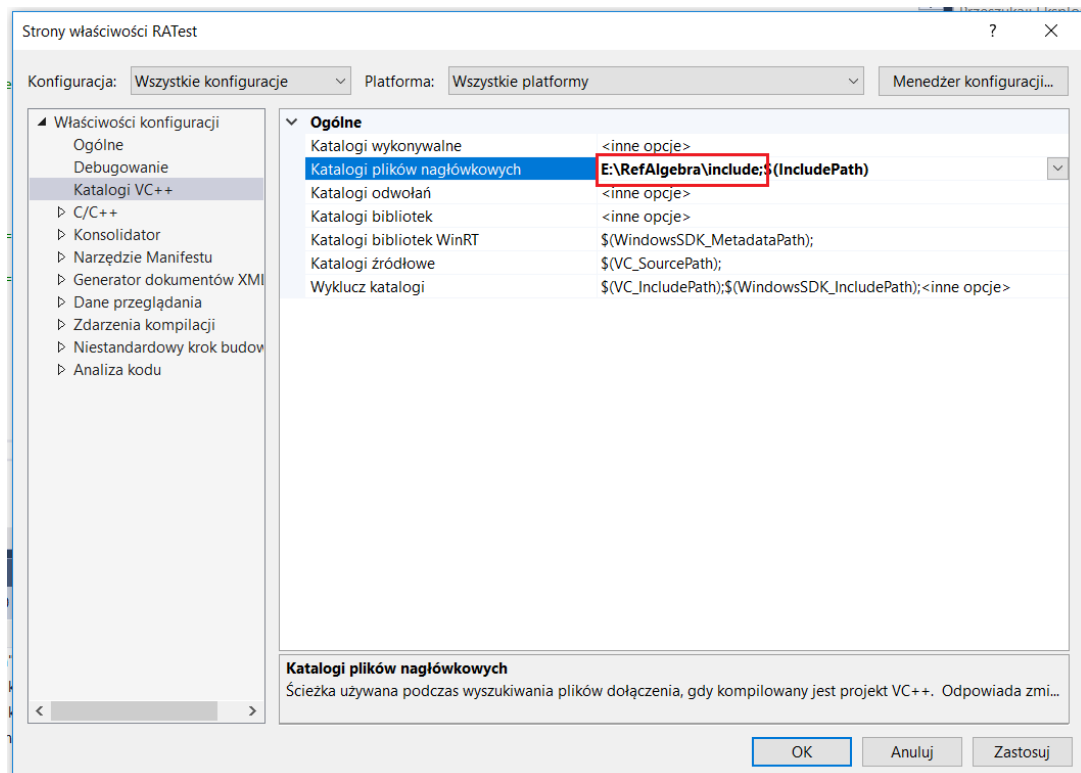 Strony właściwości RATest
?
Konfiguracja: Wszystkie konfiguracje Platforma: Wszystkie platformy Menedżer konfiguracji...
Właściwości konfiguracji
Ogólne
Debugowanie
Katalogi VC++
C/C++
Konsolidator
Narzędzie Manifestu
Generator dokumentów XMl
Dane przeglądania
Zdarzenia kompilacji
Niestandardowy krok budow
Analiza kodu
Ogólne
Katalogi wykonywalne <inne opcje>
Katalogi plików nagłówkowych E:\RefAlgebra\include;$(IncludePath)
Katalogi odwołań <inne opcje>
Katalogi bibliotek <inne opcje>
Katalogi bibliotek WinRT $(WindowsSDK_MetadataPath);
Katalogi źródłowe $(VC_SourcePath);
Wyklucz katalogi $(VC_IncludePath);$(WindowsSDK_IncludePath);<inne opcje>
Katalogi plików nagłówkowych
Ścieżka używana podczas wyszukiwania plików dołączenia, gdy kompilowany jest projekt VC++. Odpowiada zmi...
OK Anuluj Zastosuj